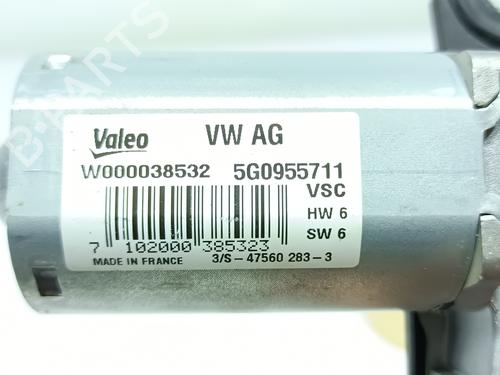 Valeo VW AG
W000038532 5G0955711
VSC
HW 6
7 102000 385323 SW 6
MADE IN FRANCE 3/S-47560 283-3
B-PARTS